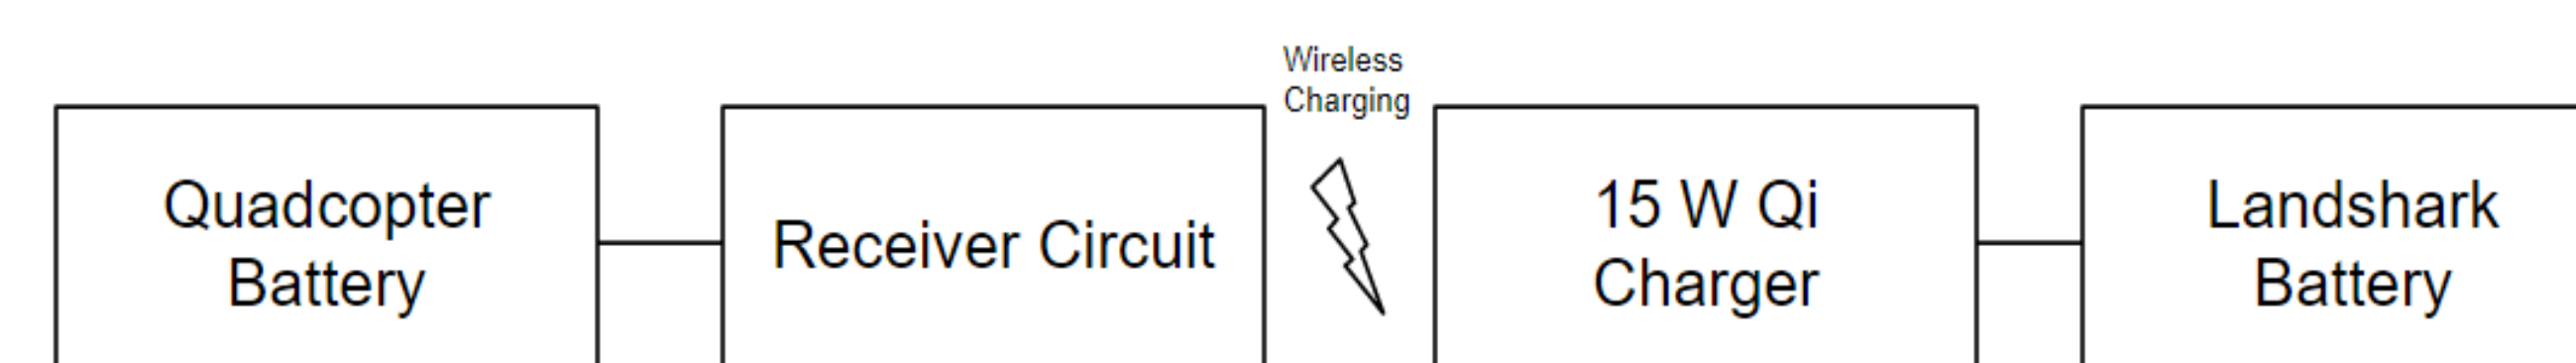 Quadcopter
Battery
Receiver Circuit
Wireless
Charging
15 W Qi
Charger
Landshark
Battery